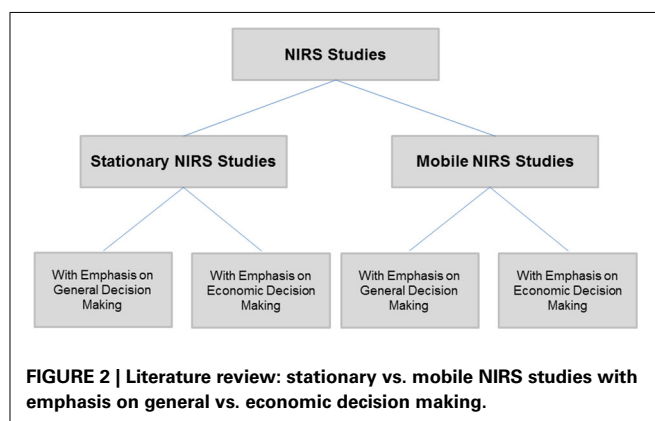 NIRS Studies
Stationary NIRS Studies
Mobile NIRS Studies
With Emphasis on
General Decision
Making
With Emphasis on
Economic Decision
Making
With Emphasis on
General Decision
Making
With Emphasis on
Economic Decision
Making
FIGURE 2 | Literature review: stationary vs. mobile NIRS studies with
emphasis on general vs. economic decision making.